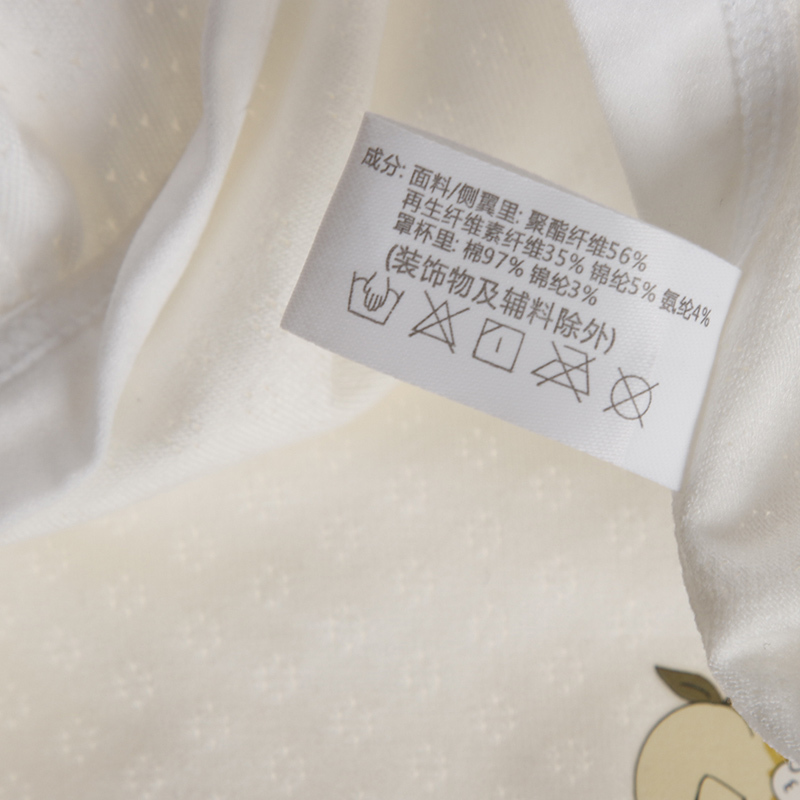 成分: 面料/侧翼里: 聚酯纤维56%
再生纤维素纤维35% 锦纶5% 氨纶4%
罩杯里: 棉97% 锦纶3%
(装饰物及辅料除外)